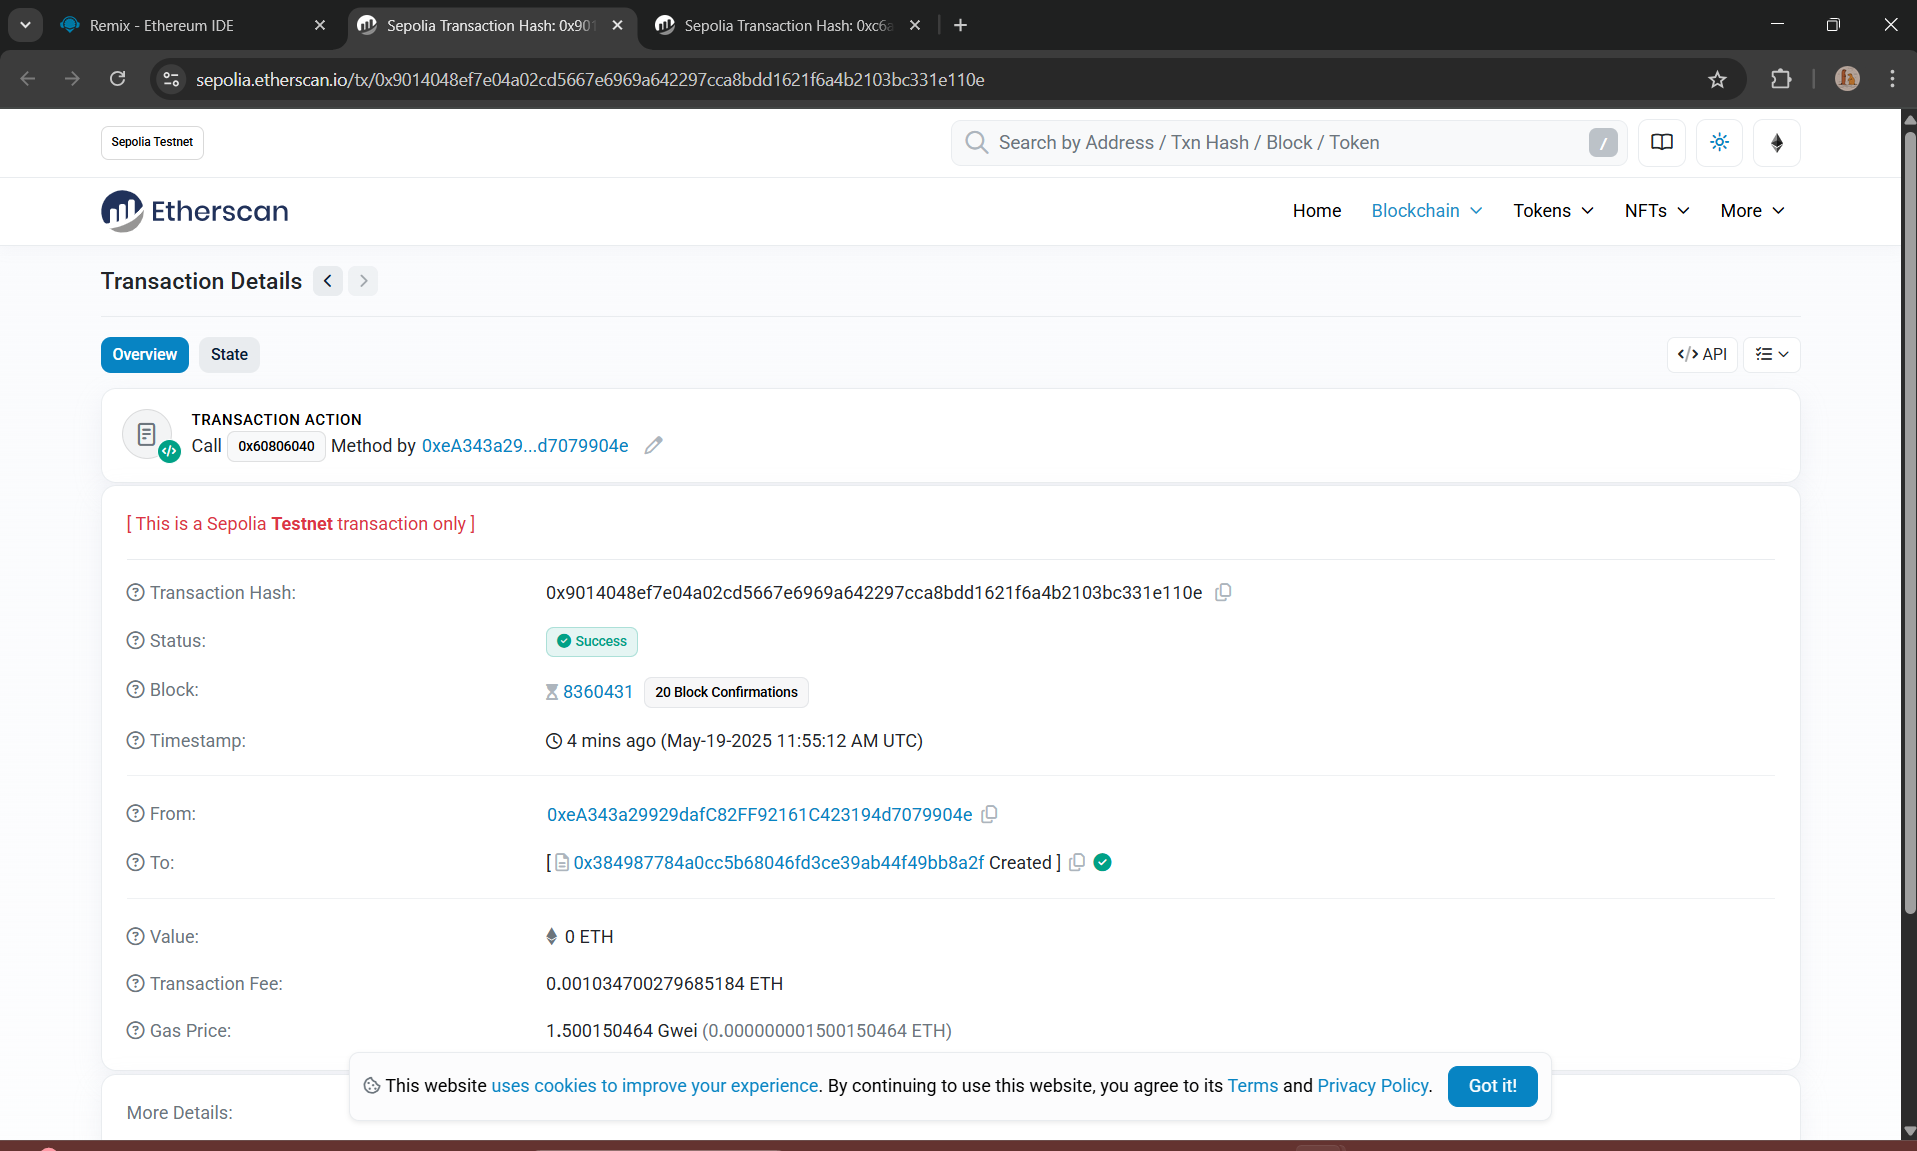 Remix - Ethereum IDE
Sepolia Transaction Hash: 0x901
Sepolia Transaction Hash: 0xc6a
sepolia.etherscan.io/tx/0x9014048ef7e04a02cd5667e6969a642297cca8bdd1621f6a4b2103bc331e110e
Sepolia Testnet
Search by Address / Txn Hash / Block / Token
/
Etherscan
Home
Blockchain
Tokens
NFTs
More
Transaction Details
Overview
State
</> API
TRANSACTION ACTION
Call 0x60806040 Method by 0xeA343a29...d7079904e
[ This is a Sepolia Testnet transaction only ]
Transaction Hash:
0x9014048ef7e04a02cd5667e6969a642297cca8bdd1621f6a4b2103bc331e110e
Status:
Success
Block:
8360431 20 Block Confirmations
Timestamp:
4 mins ago (May-19-2025 11:55:12 AM UTC)
From:
0xeA343a29929dafC82FF92161C423194d7079904e
To:
[ 0x384987784a0cc5b68046fd3ce39ab44f49bb8a2f Created ]
Value:
0 ETH
Transaction Fee:
0.001034700279685184 ETH
Gas Price:
1.500150464 Gwei (0.000000001500150464 ETH)
This website uses cookies to improve your experience. By continuing to use this website, you agree to its Terms and Privacy Policy.
Got it!
More Details: